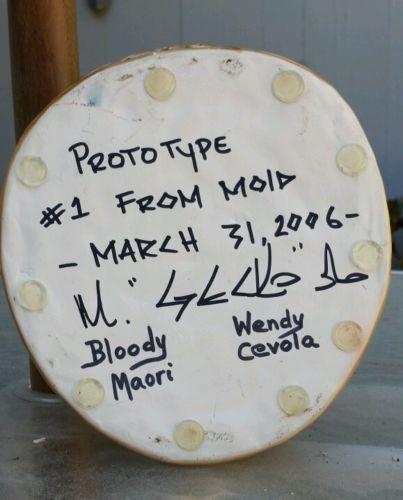 PROTOTYPE
#1 FROM MOLD
- MARCH 31, 2006 -
Bloody Wendy
Maori Cevola